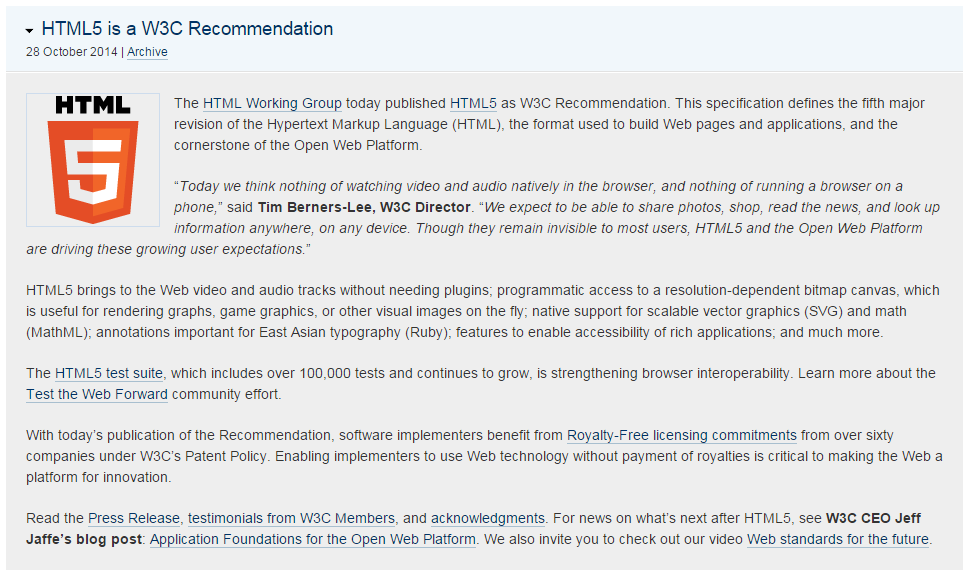 HTML5 is a W3C Recommendation
28 October 2014 | Archive
HTML
5
The HTML Working Group today published HTML5 as W3C Recommendation. This specification defines the fifth major
revision of the Hypertext Markup Language (HTML), the format used to build Web pages and applications, and the
cornerstone of the Open Web Platform.
“Today we think nothing of watching video and audio natively in the browser, and nothing of running a browser on a
phone,” said Tim Berners-Lee, W3C Director. “We expect to be able to share photos, shop, read the news, and look up
information anywhere, on any device. Though they remain invisible to most users, HTML5 and the Open Web Platform
are driving these growing user expectations.”
HTML5 brings to the Web video and audio tracks without needing plugins; programmatic access to a resolution-dependent bitmap canvas, which
is useful for rendering graphs, game graphics, or other visual images on the fly; native support for scalable vector graphics (SVG) and math
(MathML); annotations important for East Asian typography (Ruby); features to enable accessibility of rich applications; and much more.
The HTML5 test suite, which includes over 100,000 tests and continues to grow, is strengthening browser interoperability. Learn more about the
Test the Web Forward community effort.
With today’s publication of the Recommendation, software implementers benefit from Royalty-Free licensing commitments from over sixty
companies under W3C’s Patent Policy. Enabling implementers to use Web technology without payment of royalties is critical to making the Web a
platform for innovation.
Read the Press Release, testimonials from W3C Members, and acknowledgments. For news on what’s next after HTML5, see W3C CEO Jeff
Jaffe’s blog post: Application Foundations for the Open Web Platform. We also invite you to check out our video Web standards for the future.